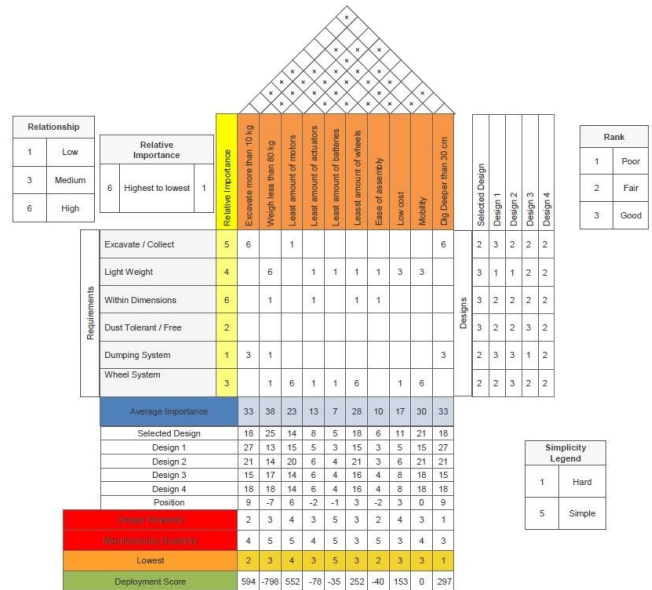 Relationship
1 Low
3 Medium
6 High
Relative Importance
6 Highest to lowest 1
Relative Importance
Excavate more than 10 kg
Weigh less than 80 kg
Least amount of motors
Least amount of actuators
Least amount of batteries
Leasst amount of wheels
Ease of assembly
Low cost
Mobility
Dig Deeper than 30 cm
Selected Design
Design 1
Design 2
Design 3
Design 4
Rank
1 Poor
2 Fair
3 Good
Requirements
Designs
Excavate / Collect 5 6 1 6 2 3 2 2 2
Light Weight 4 6 1 1 1 1 3 3 3 1 1 2 2
Within Dimensions 6 1 1 1 1 3 2 2 2 2
Dust Tolerant / Free 2 3 2 2 3 2
Dumping System 1 3 1 3 2 3 3 1 2
Wheel System 3 1 6 1 1 6 1 6 2 2 3 2 2
Average Importance 33 38 23 13 7 28 10 17 30 33
Selected Design 18 25 14 8 5 18 6 11 21 18
Design 1 27 13 15 5 3 15 3 5 15 27
Design 2 21 14 20 6 4 21 3 6 21 21
Design 3 15 17 14 6 4 16 4 8 18 15
Design 4 18 18 14 6 4 16 4 8 18 18
Position 9 -7 6 -2 -1 3 -2 3 0 9
2 3 4 3 5 3 2 4 3 1
4 5 5 4 5 3 5 3 4 3
Lowest 2 3 4 3 5 3 2 3 3 1
Deployment Score 594 -798 552 -78 -35 252 -40 153 0 297
Simplicity Legend
1 Hard
5 Simple